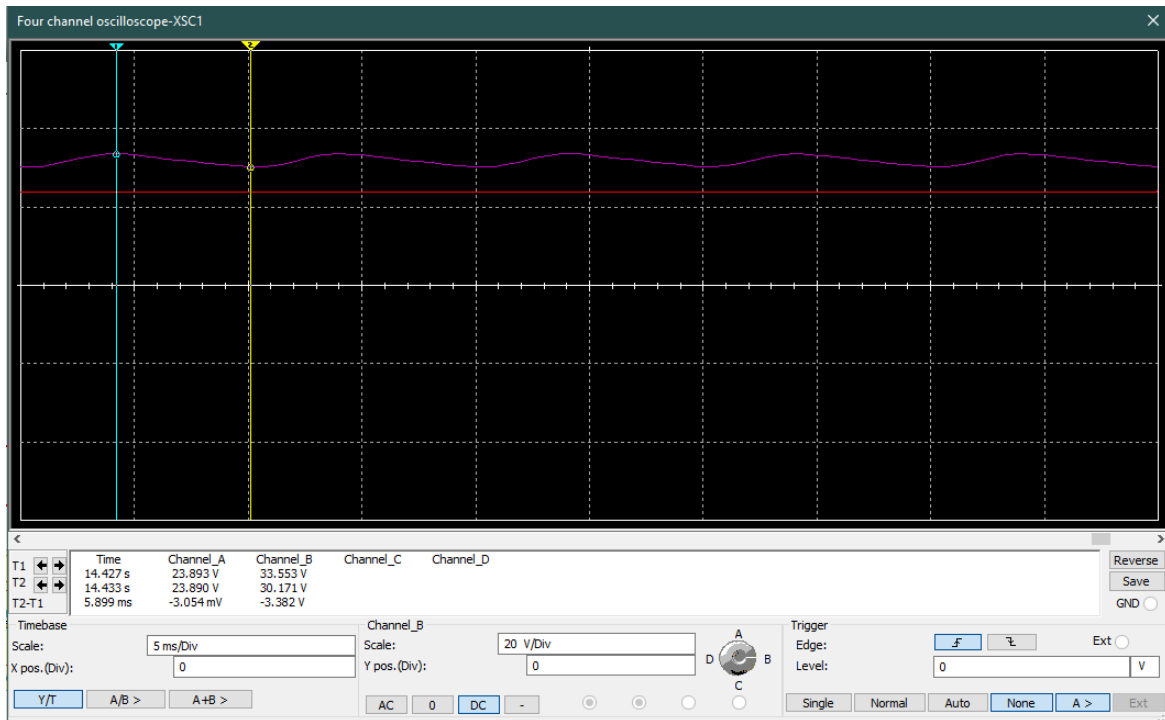 Four channel oscilloscope-XSC1
1 2
Time Channel_A Channel_B Channel_C Channel_D
T1 14.427 s 23.893 V 33.553 V
T2 14.433 s 23.890 V 30.171 V
T2-T1 5.899 ms -3.054 mV -3.382 V
Reverse
Save
GND
Timebase
Scale: 5 ms/Div
X pos.(Div): 0
Y/T A/B > A+B >
Channel_B
Scale: 20 V/Div
Y pos.(Div): 0
AC 0 DC -
A
D B
C
Trigger
Edge: Ext
Level: 0 V
Single Normal Auto None A > Ext